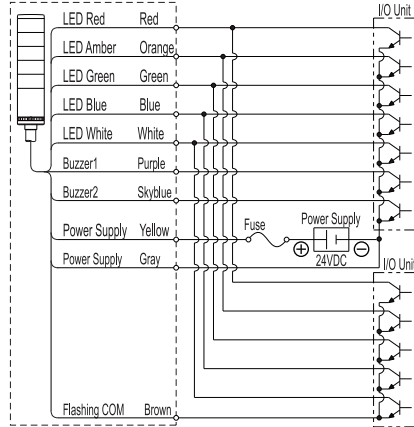 I/O Unit
LED Red Red
LED Amber Orange
LED Green Green
LED Blue Blue
LED White White
Buzzer1 Purple
Buzzer2 Skyblue
Power Supply Yellow
Fuse
Power Supply
+ −
24VDC
Power Supply Gray
I/O Unit
Flashing COM Brown